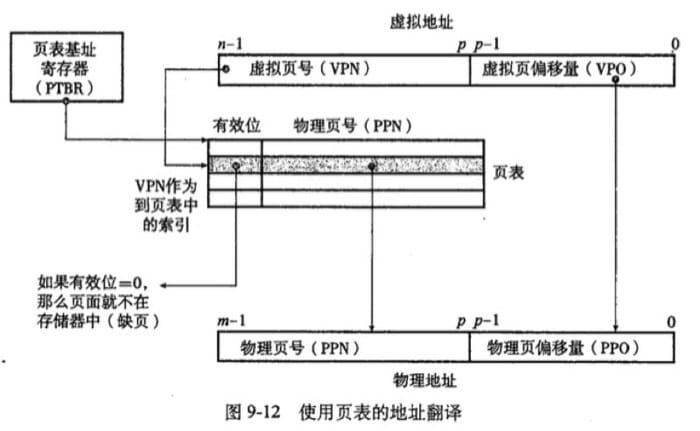 虚拟地址
页表基址
寄存器
(PTBR)
n-1 p p-1 0
虚拟页号(VPN) 虚拟页偏移量(VPO)
有效位 物理页号(PPN)
页表
VPN作为
到页表中
的索引
如果有效位=0,
那么页面就不在
存储器中(缺页)
m-1 p p-1 0
物理页号(PPN) 物理页偏移量(PPO)
物理地址
图 9-12 使用页表的地址翻译